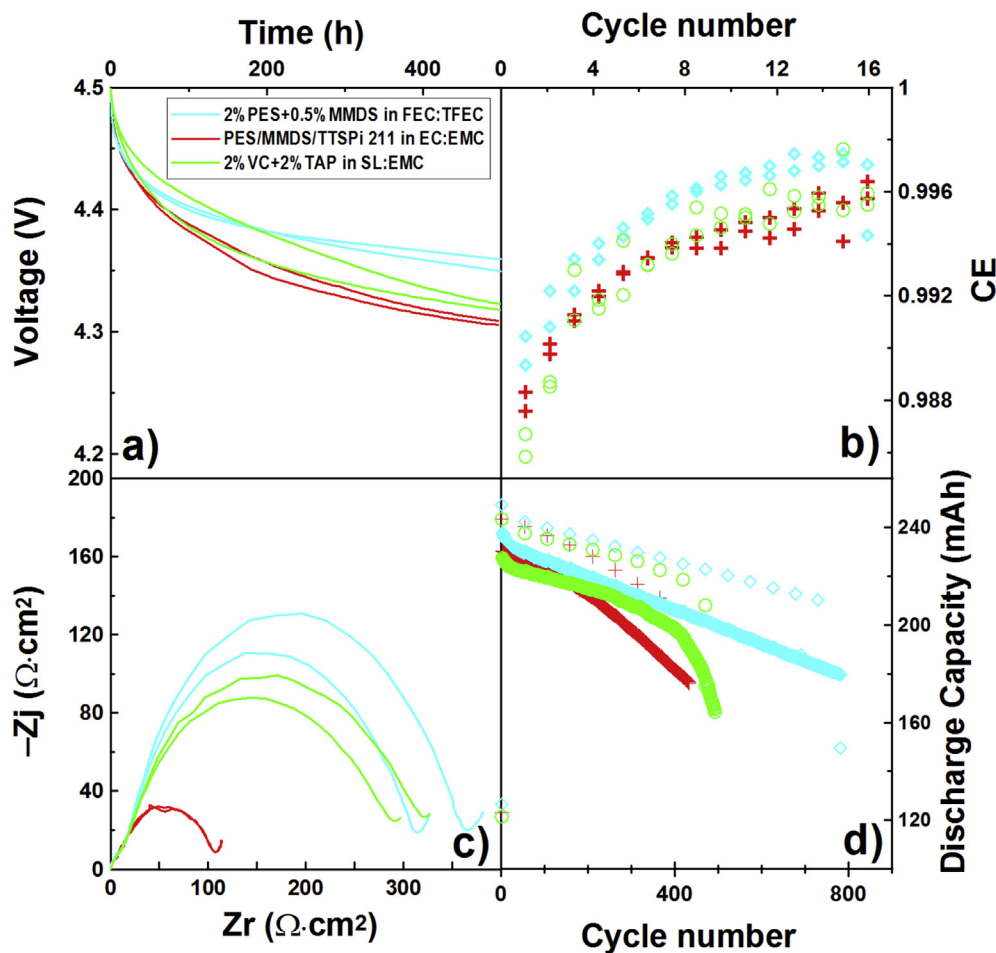 Time (h)
Cycle number
0 200 400
0 4 8 12 16
4.5
4.4
4.3
4.2
Voltage (V)
2% PES+0.5% MMDS in FEC:TFEC
PES/MMDS/TTSPi 211 in EC:EMC
2%VC+2% TAP in SL:EMC
a)
1
0.996
0.992
0.988
CE
b)
200
160
120
80
40
0
–Zj (Ω·cm²)
c)
0 100 200 300
Zr (Ω·cm²)
240
200
160
120
Discharge Capacity (mAh)
d)
0 400 800
Cycle number